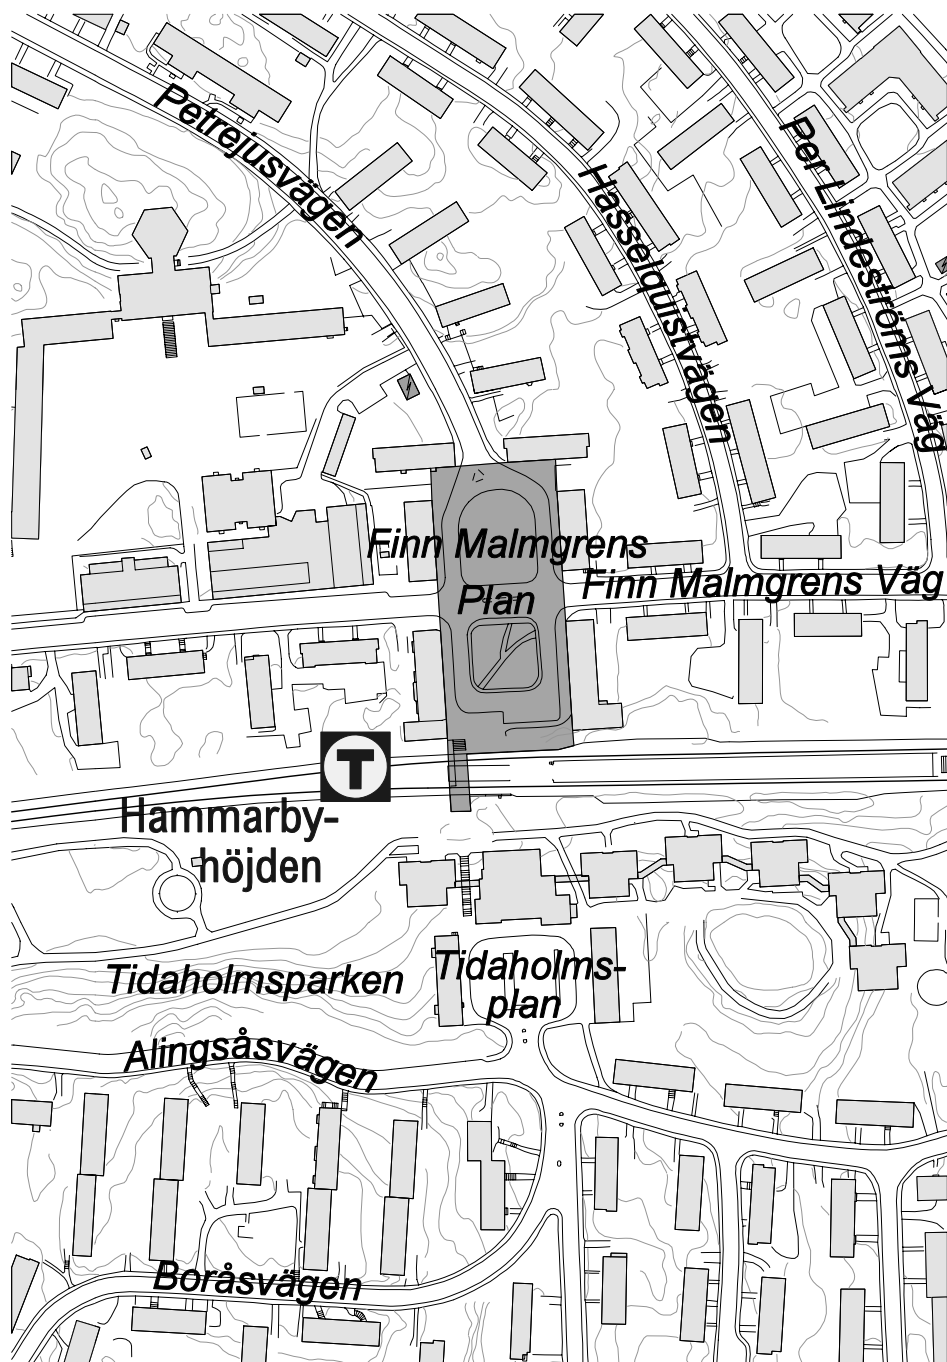 Petrejusvägen
Per Lindeströms Väg
Hasselquistvägen
Finn Malmgrens
Plan
Finn Malmgrens Väg
T
Hammarby-
höjden
Tidaholmsparken
Tidaholms-
plan
Alingsåsvägen
Boråsvägen